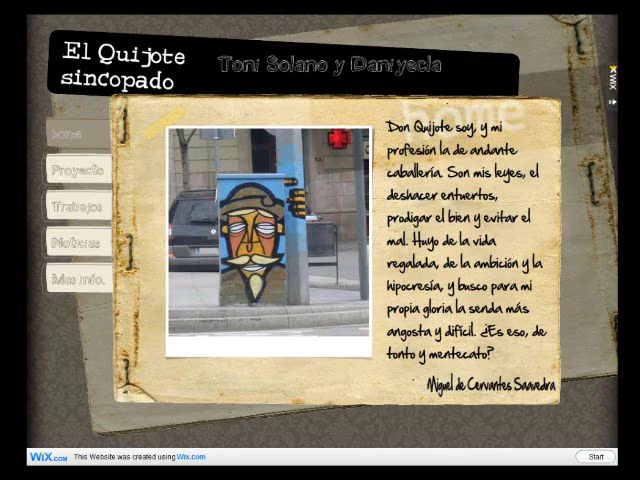 El Quijote
sincopado
Toni Solano y Daniyecla
WIX
home
home
Proyecto
Trabajos
Noticias
Mas info.
Don Quijote soy, y mi
profesión la de andante
caballería. Son mis leyes, el
deshacer entuertos,
prodigar el bien y evitar el
mal. Huyo de la vida
regalada, de la ambición y la
hipocresía, y busco para mi
propia gloria la senda más
angosta y difícil. ¿Es eso, de
tonto y mentecato?
Miguel de Cervantes Saavedra
WIX.COM This Website was created using Wix.com
Start